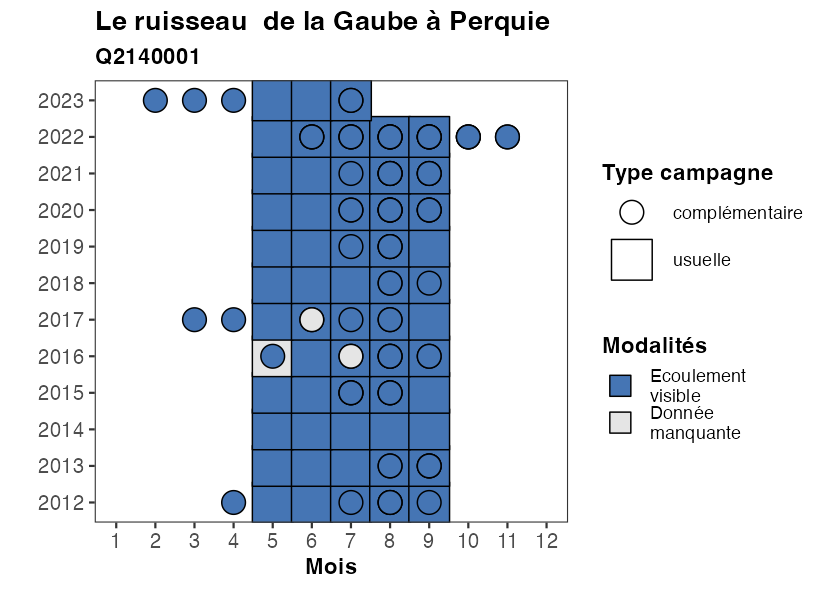 Le ruisseau  de la Gaube à Perquie
Q2140001
2023
2022
2021
2020
2019
2018
2017
2016
2015
2014
2013
2012
1 2 3 4 5 6 7 8 9 10 11 12
Mois
Type campagne
complémentaire
usuelle
Modalités
Ecoulement
visible
Donnée
manquante